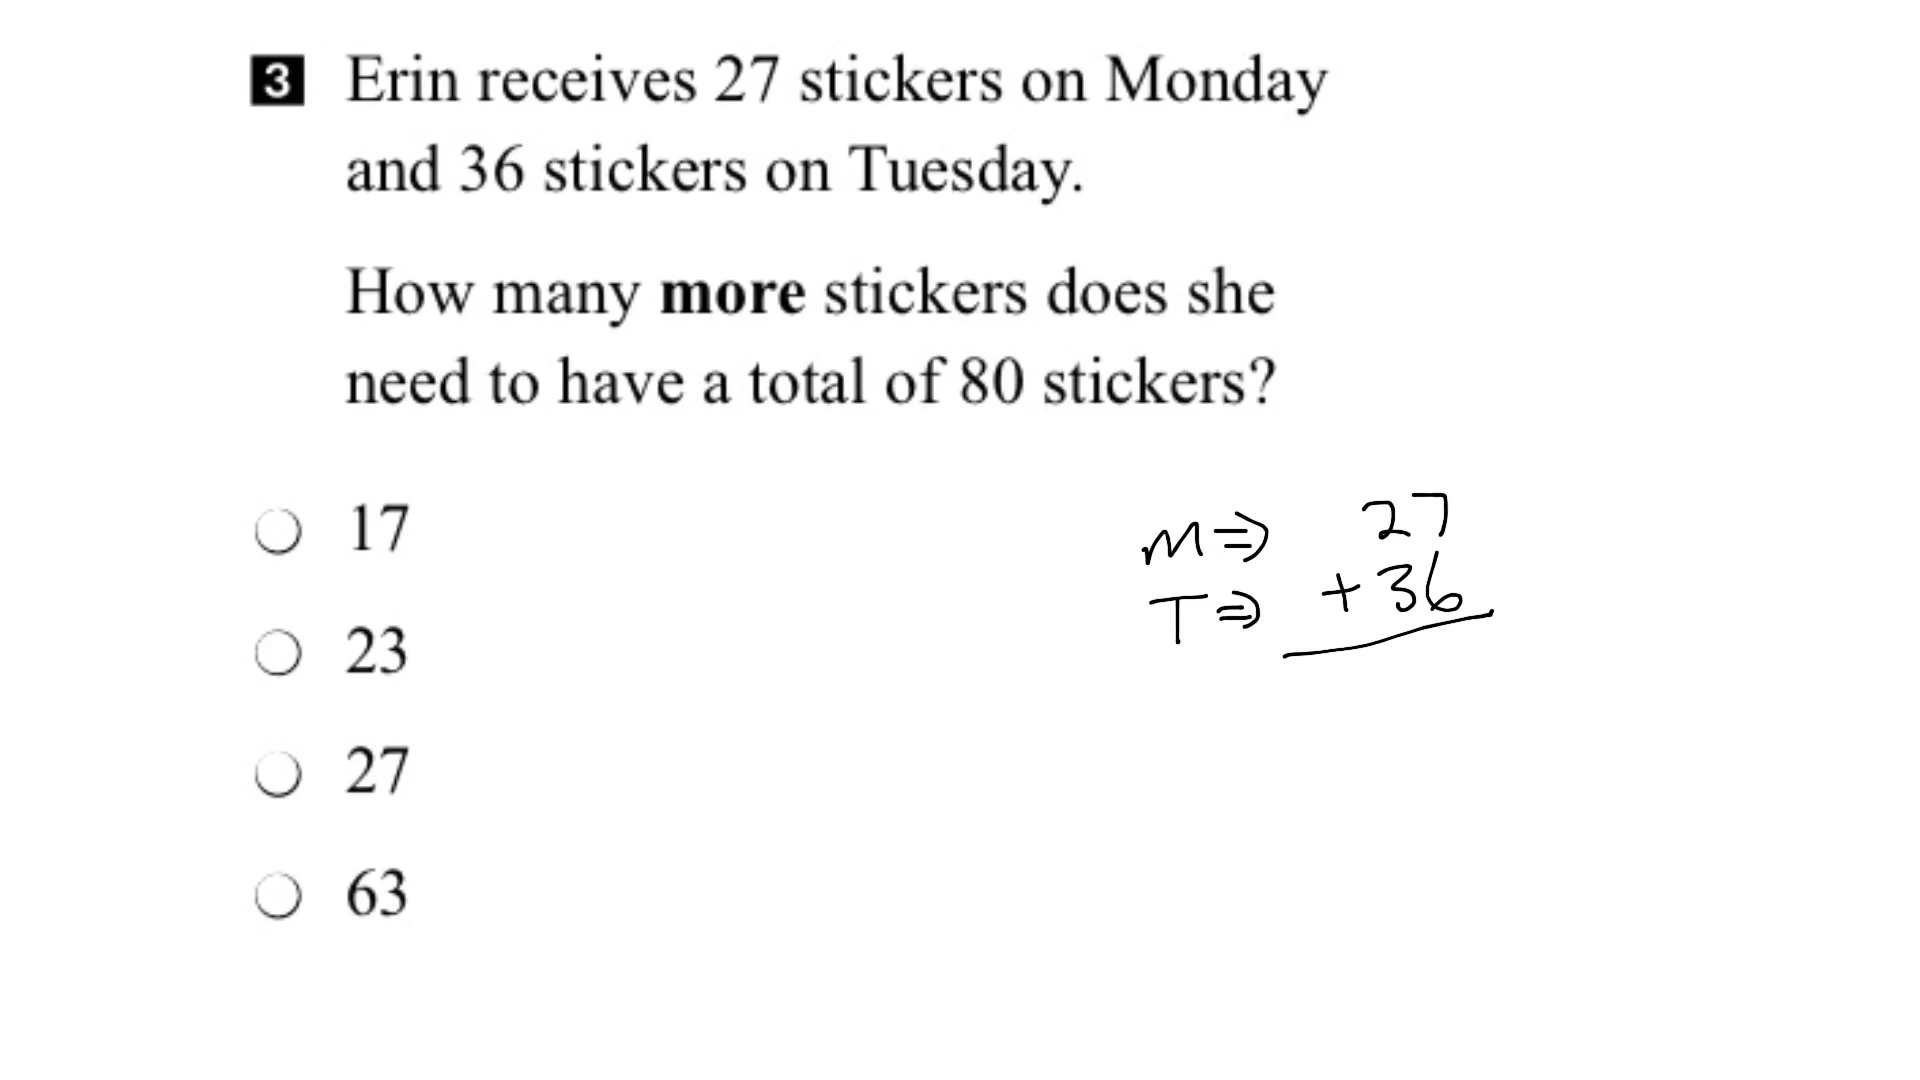 3 Erin receives 27 stickers on Monday
and 36 stickers on Tuesday.
How many more stickers does she
need to have a total of 80 stickers?
17
23
27
63
M⇒ 27
T⇒ +36